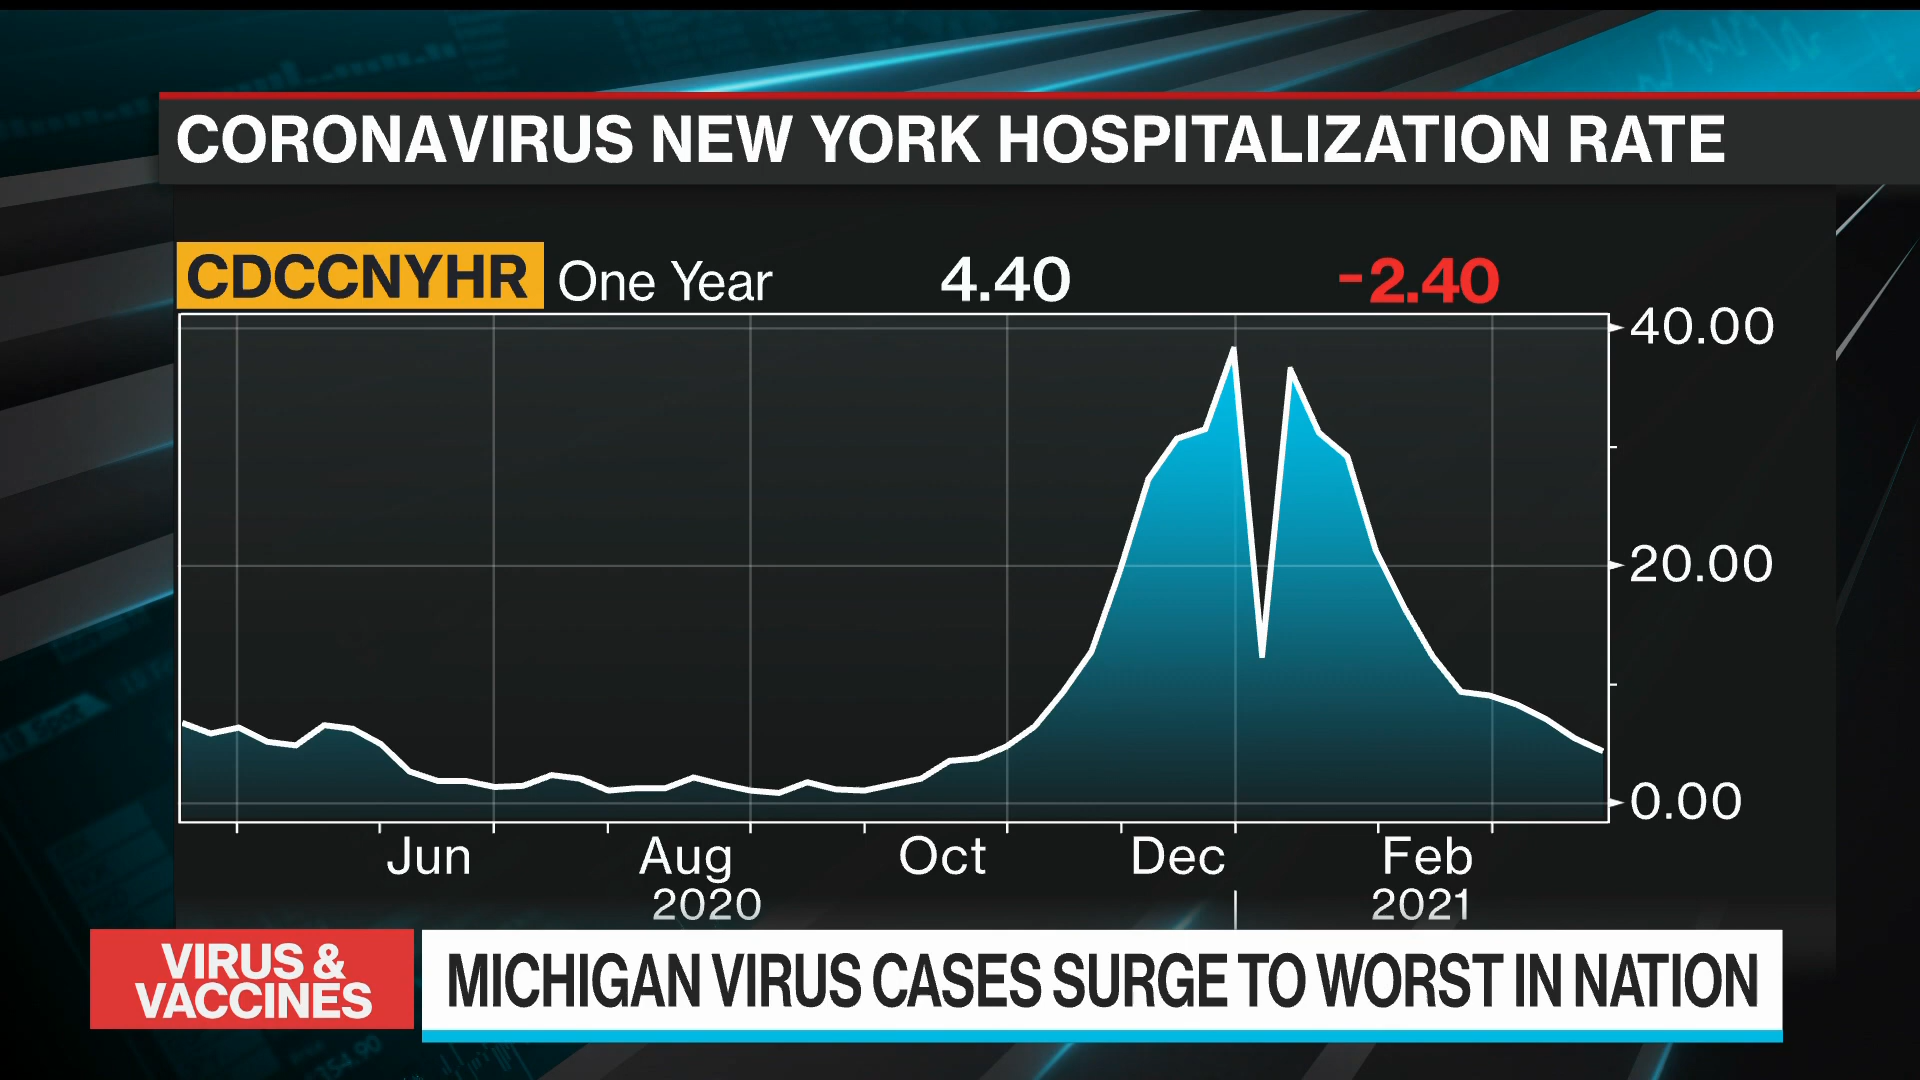 CORONAVIRUS NEW YORK HOSPITALIZATION RATE
CDCCNYHR One Year 4.40 -2.40
40.00
20.00
0.00
Jun Aug Oct Dec Feb
2020 2021
VIRUS &
VACCINES
MICHIGAN VIRUS CASES SURGE TO WORST IN NATION